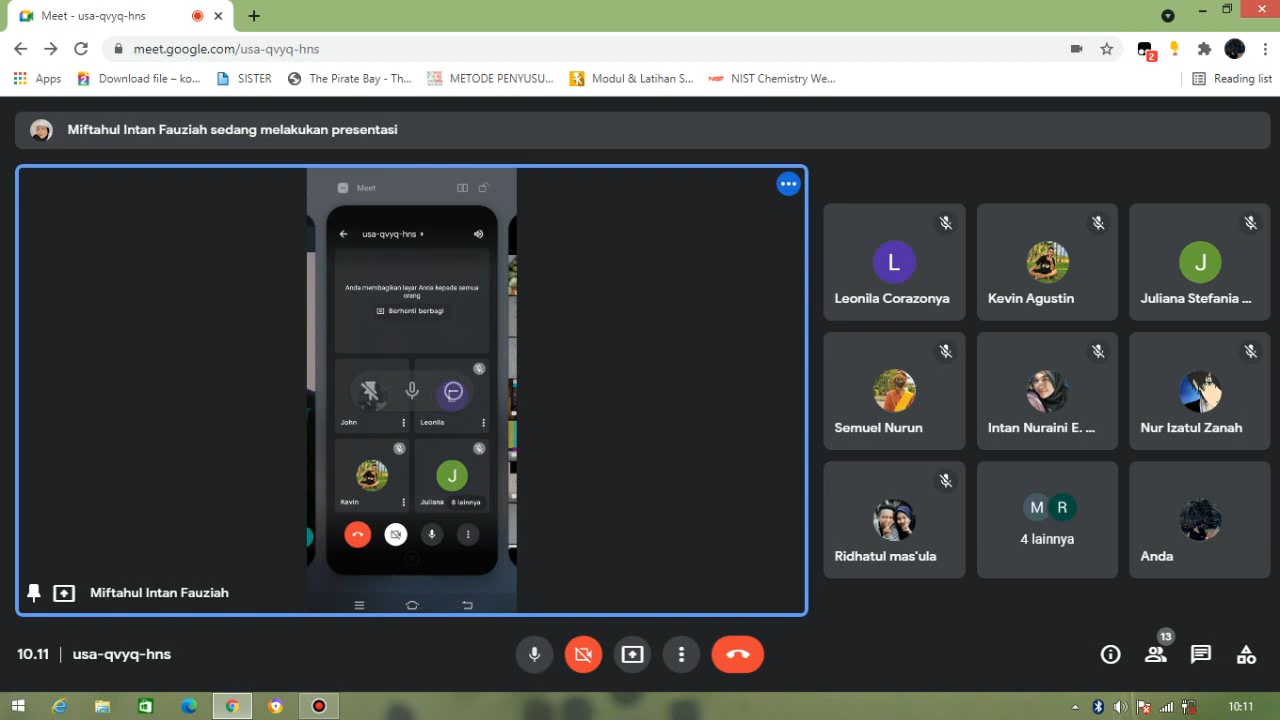 Meet - usa-qvyq-hns
meet.google.com/usa-qvyq-hns
2
Apps
Download file – ko...
SISTER
The Pirate Bay - Th...
METODE PENYUSU...
Modul & Latihan S...
NIST
NIST Chemistry We...
Reading list
Miftahul Intan Fauziah sedang melakukan presentasi
Meet
usa-qvyq-hns
Anda membagikan layar Anda kepada semua
orang
Berhenti berbagi
John
Leonila
Kevin
J
Juliana
8 lainnya
Miftahul Intan Fauziah
L
Leonila Corazonya
Kevin Agustin
J
Juliana Stefania ...
Semuel Nurun
Intan Nuraini E. ...
Nur Izatul Zanah
Ridhatul mas'ula
M R
4 lainnya
Anda
10.11 | usa-qvyq-hns
13
10:11